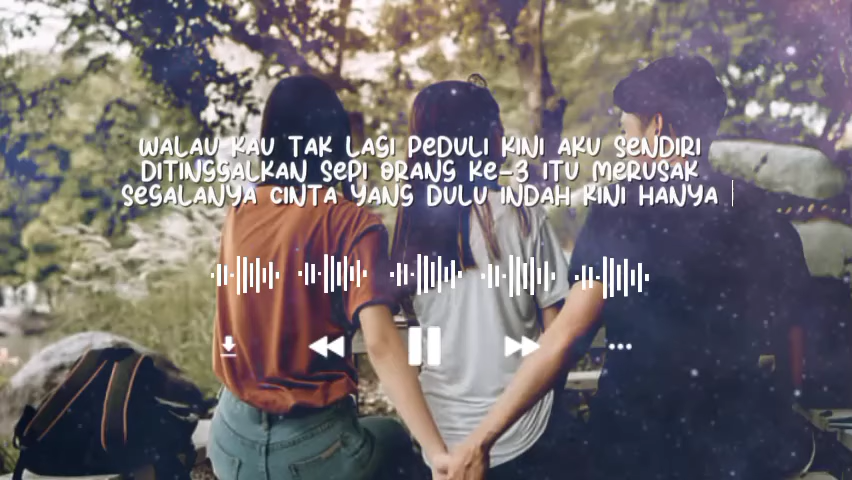 WALAU KAU TAK LAGI PEDULI KINI AKU SENDIRI
DITINGGALKAN SEPI ORANG KE-3 ITU MERUSAK
SEGALANYA CINTA YANG DULU INDAH KINI HANYA